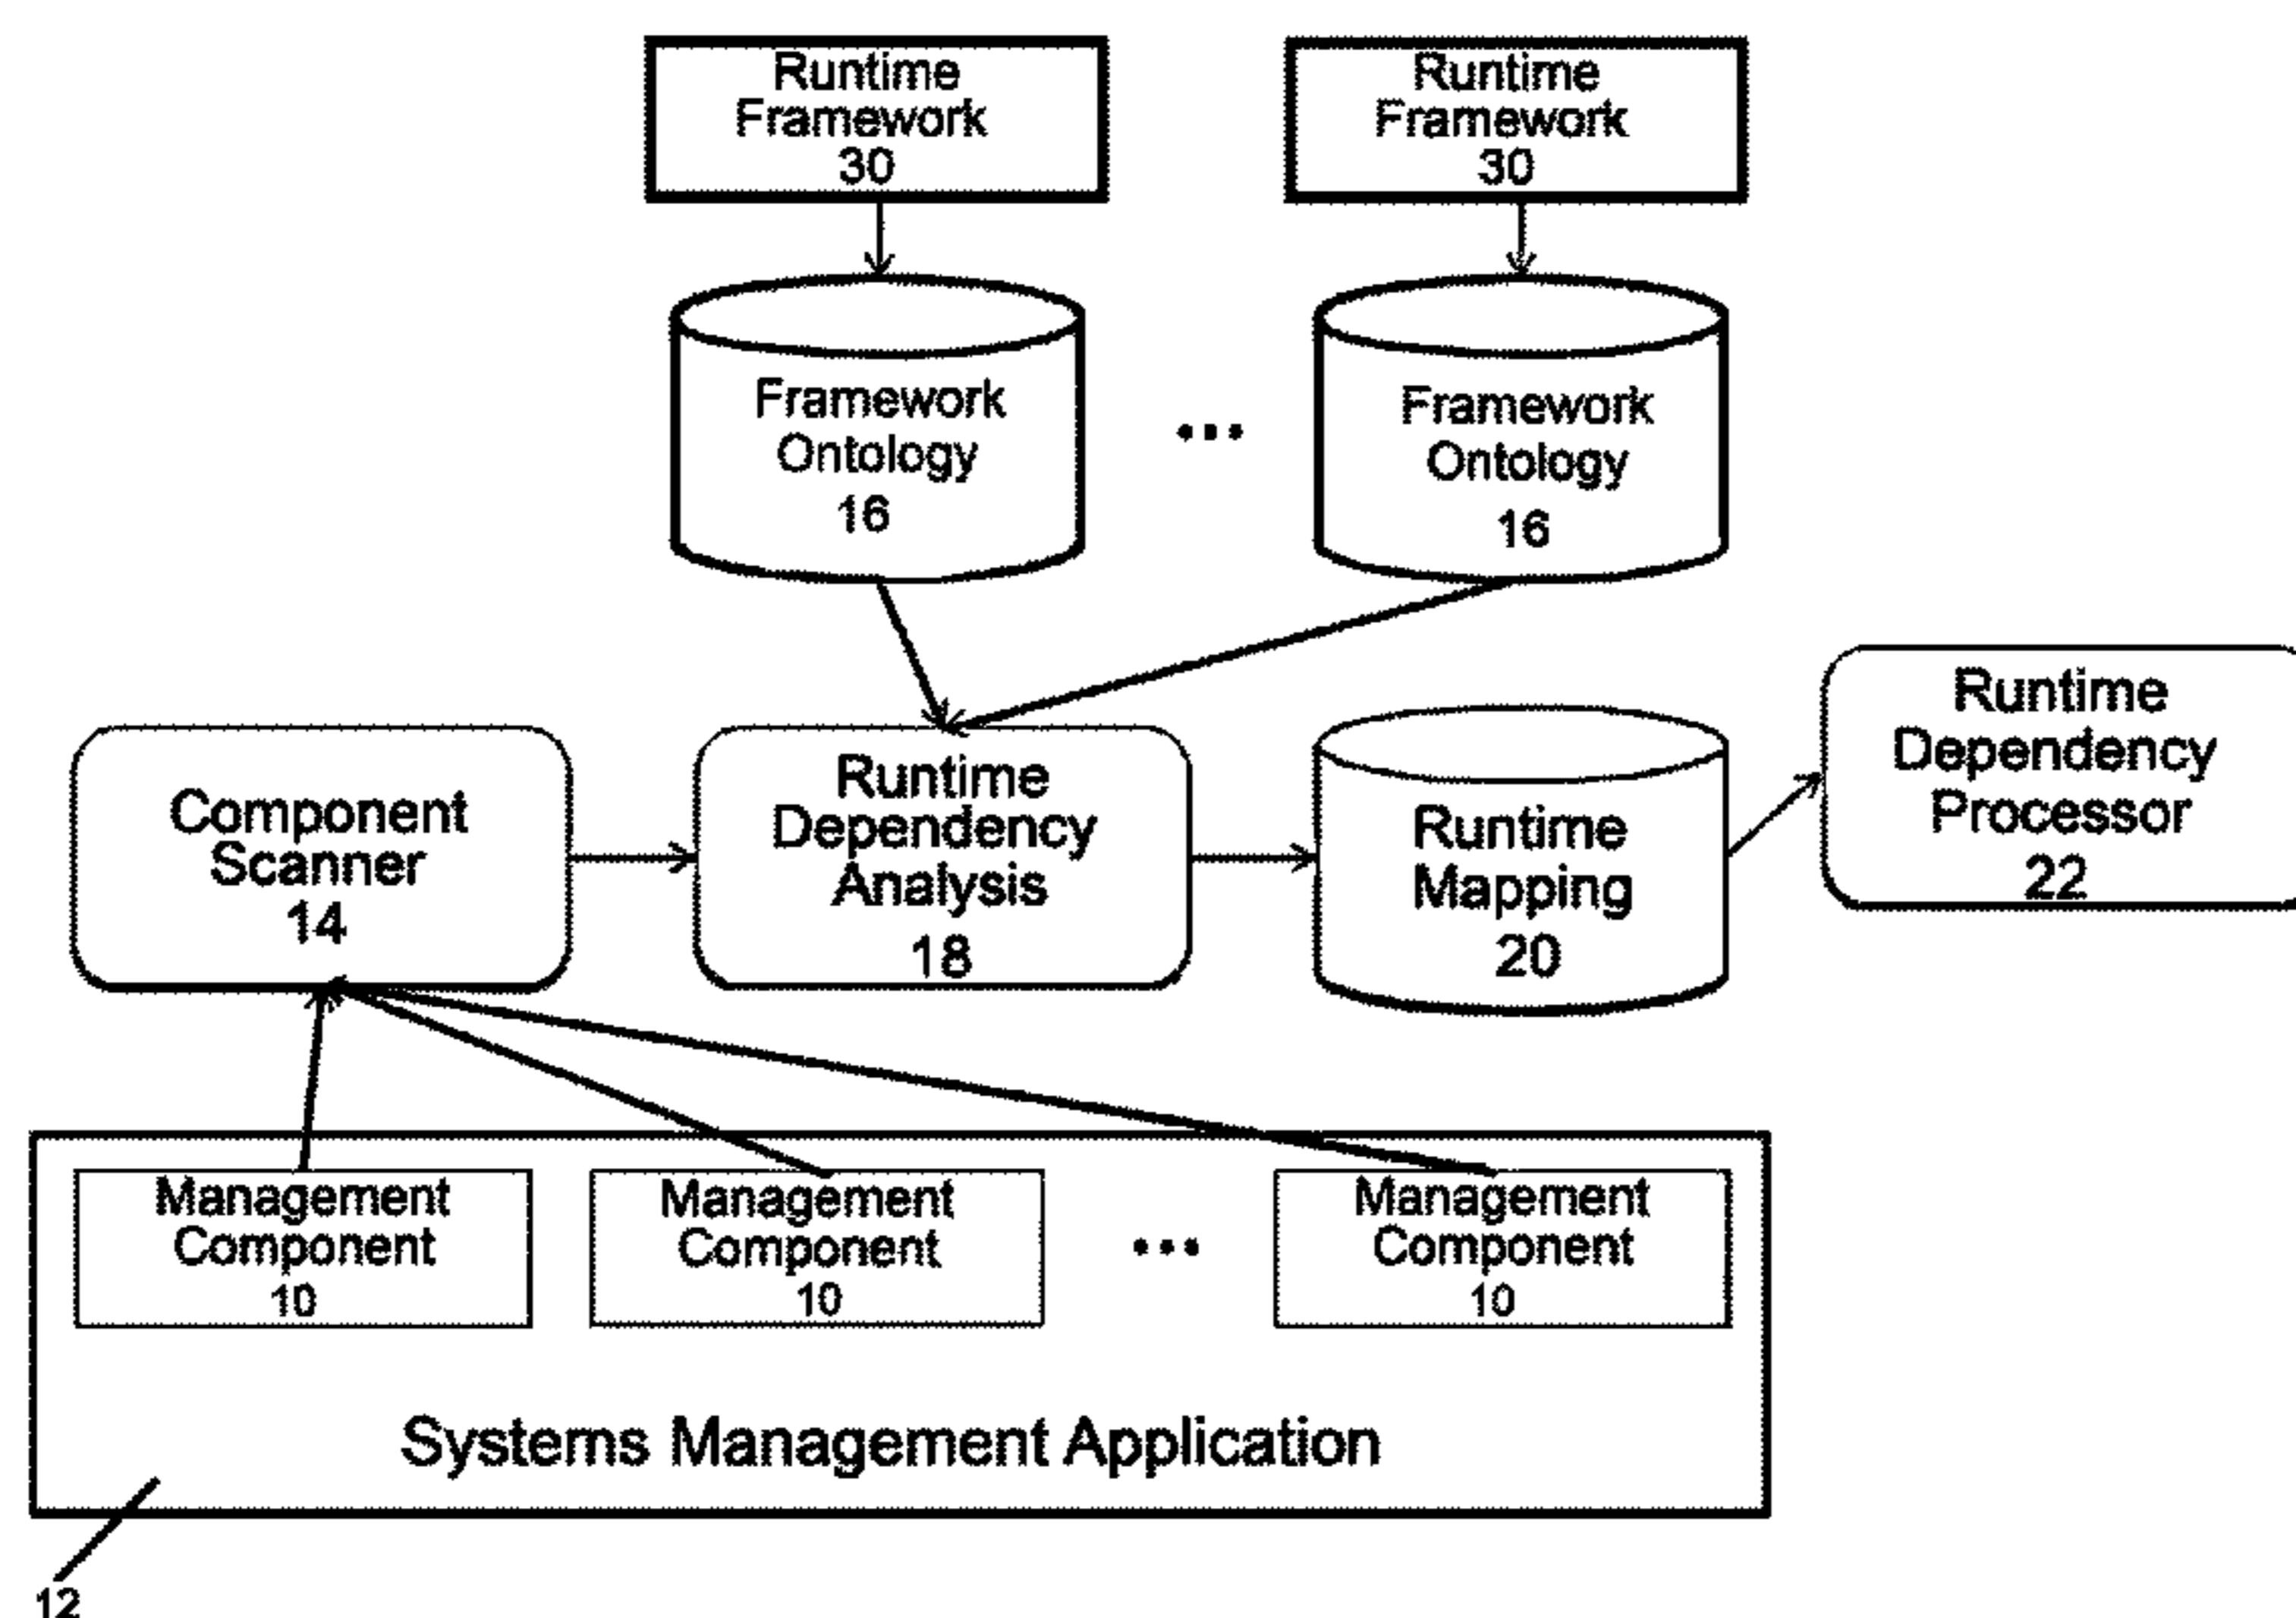 Runtime
Framework
30
Runtime
Framework
30
Framework
Ontology
16
...
Framework
Ontology
16
Component
Scanner
14
Runtime
Dependency
Analysis
18
Runtime
Mapping
20
Runtime
Dependency
Processor
22
Management
Component
10
Management
Component
10
...
Management
Component
10
Systems Management Application
12